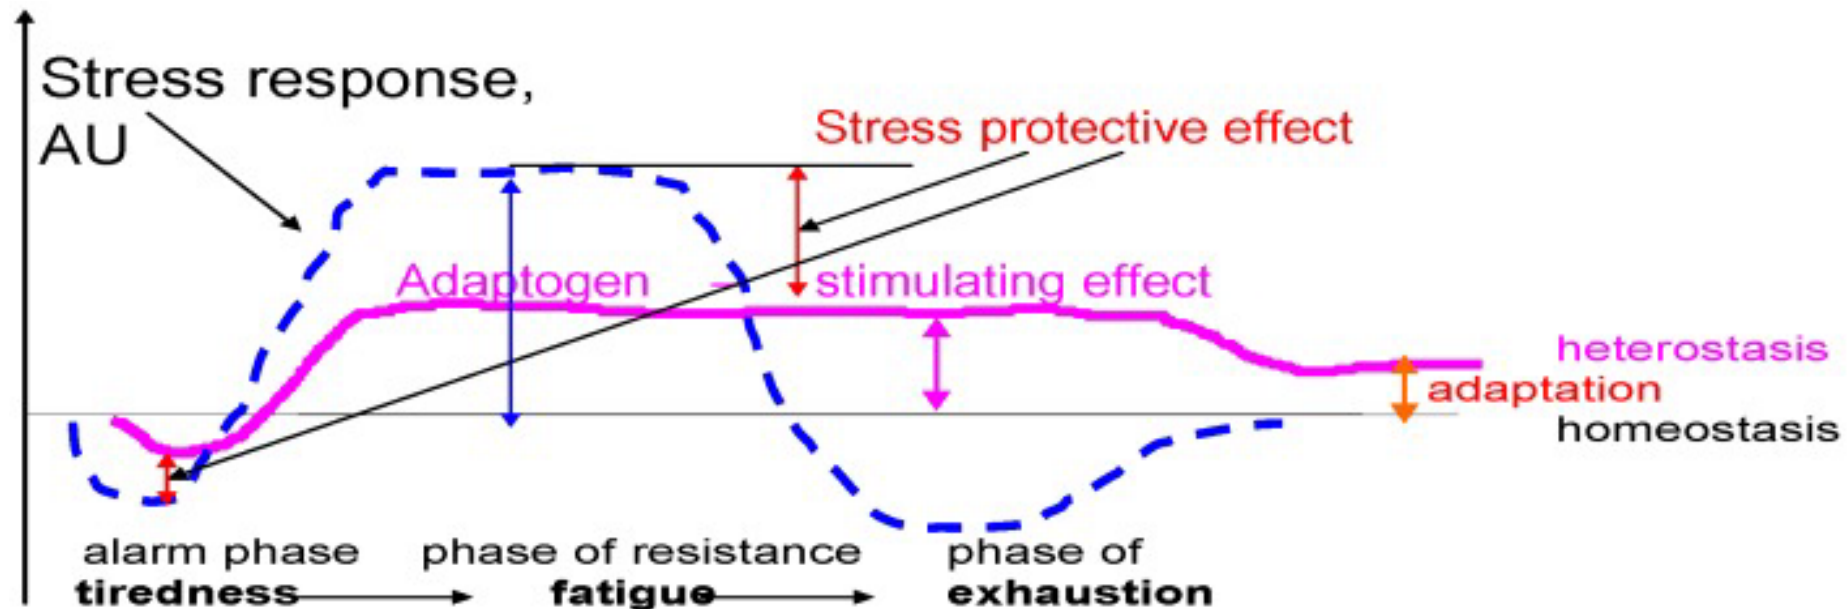 Stress response,
AU
Stress protective effect
Adaptogen – stimulating effect
heterostasis
adaptation
homeostasis
alarm phase phase of resistance phase of
tiredness fatigue exhaustion